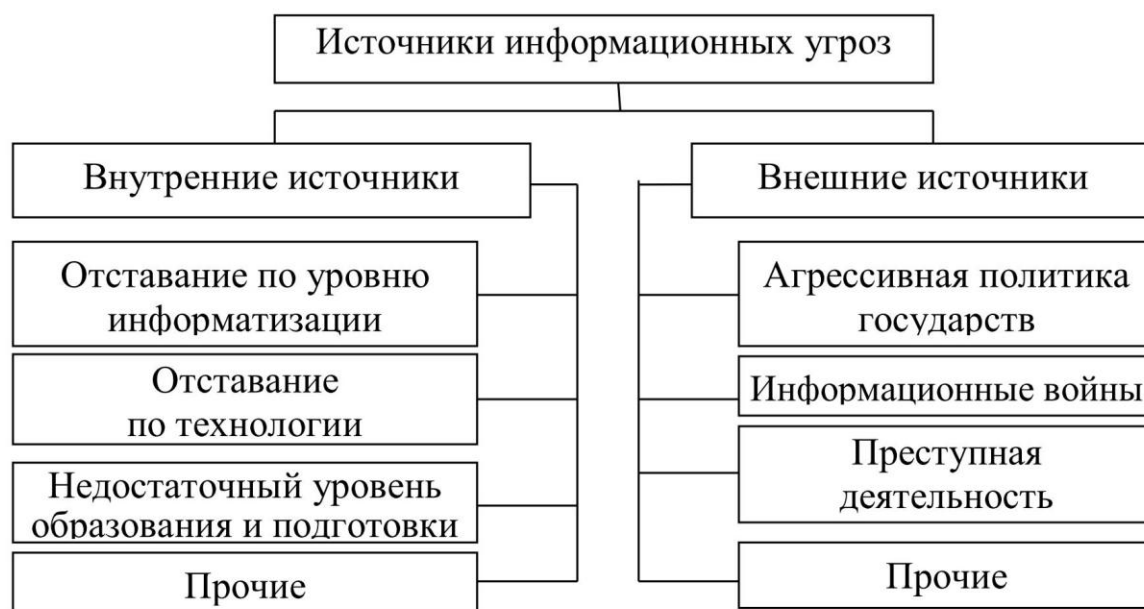 Источники информационных угроз
Внутренние источники
Отставание по уровню
информатизации
Отставание
по технологии
Недостаточный уровень
образования и подготовки
Прочие
Внешние источники
Агрессивная политика
государств
Информационные войны
Преступная
деятельность
Прочие